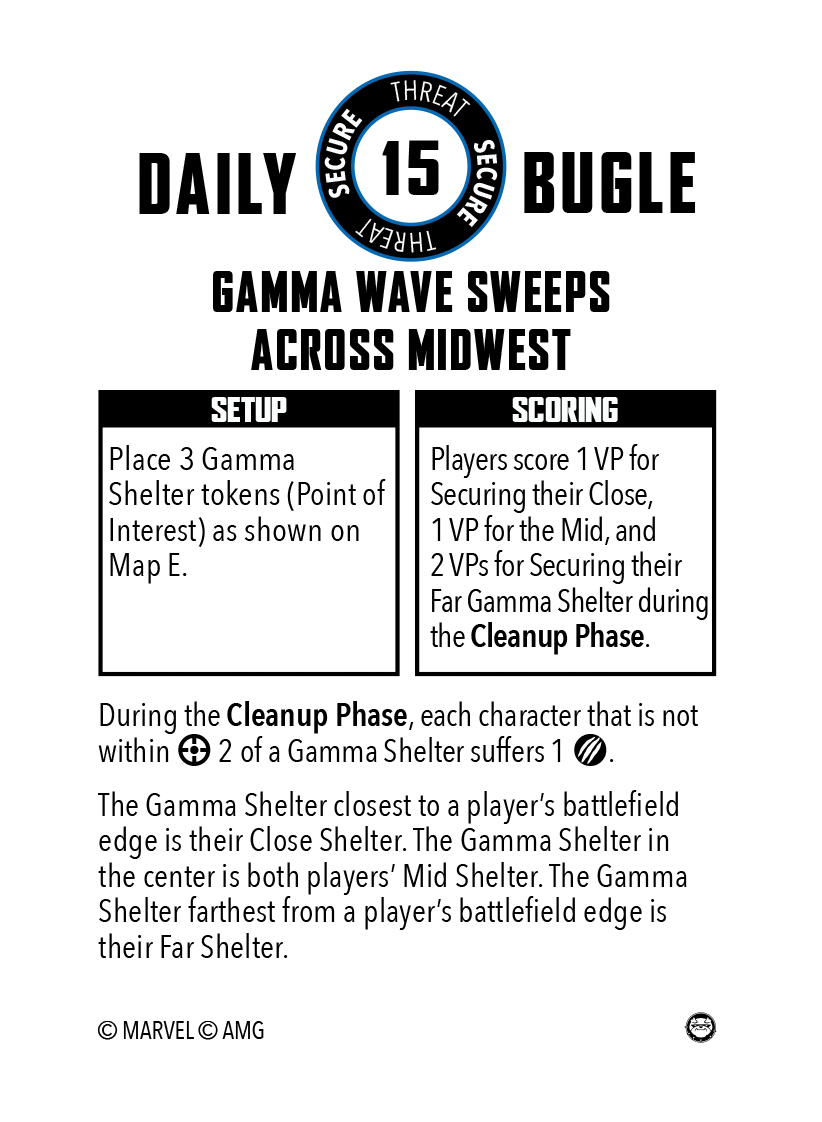 DAILY
THREAT
SECURE
15
SECURE
THREAT
BUGLE
GAMMA WAVE SWEEPS
ACROSS MIDWEST
SETUP
Place 3 Gamma
Shelter tokens (Point of
Interest) as shown on
Map E.
SCORING
Players score 1 VP for
Securing their Close,
1 VP for the Mid, and
2 VPs for Securing their
Far Gamma Shelter during
the Cleanup Phase.
During the Cleanup Phase, each character that is not
within 2 of a Gamma Shelter suffers 1 .
The Gamma Shelter closest to a player’s battlefield
edge is their Close Shelter. The Gamma Shelter in
the center is both players’ Mid Shelter. The Gamma
Shelter farthest from a player’s battlefield edge is
their Far Shelter.
© MARVEL © AMG